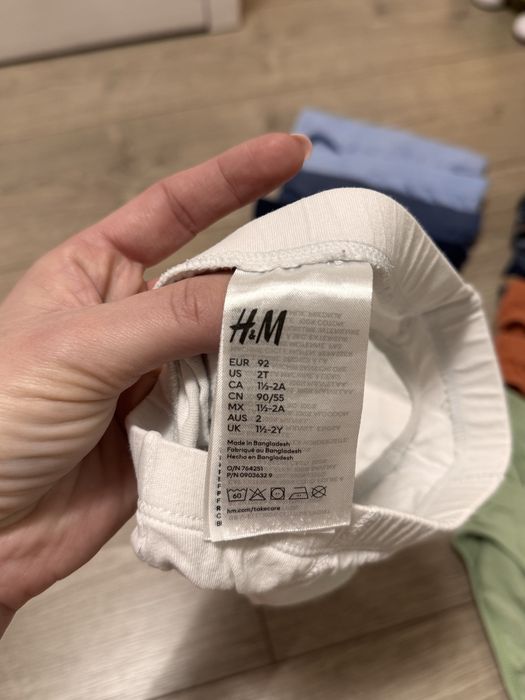 H&M
EUR 92
US 2T
CA 1½-2A
CN 90/55
MX 1½-2A
AUS 2
UK 1½-2Y
Made in Bangladesh
Fabriqué au Bangladesh
Hecho en Bangladesh
O/N 764251
P/N 0903632 9
60
hm.com/takecare